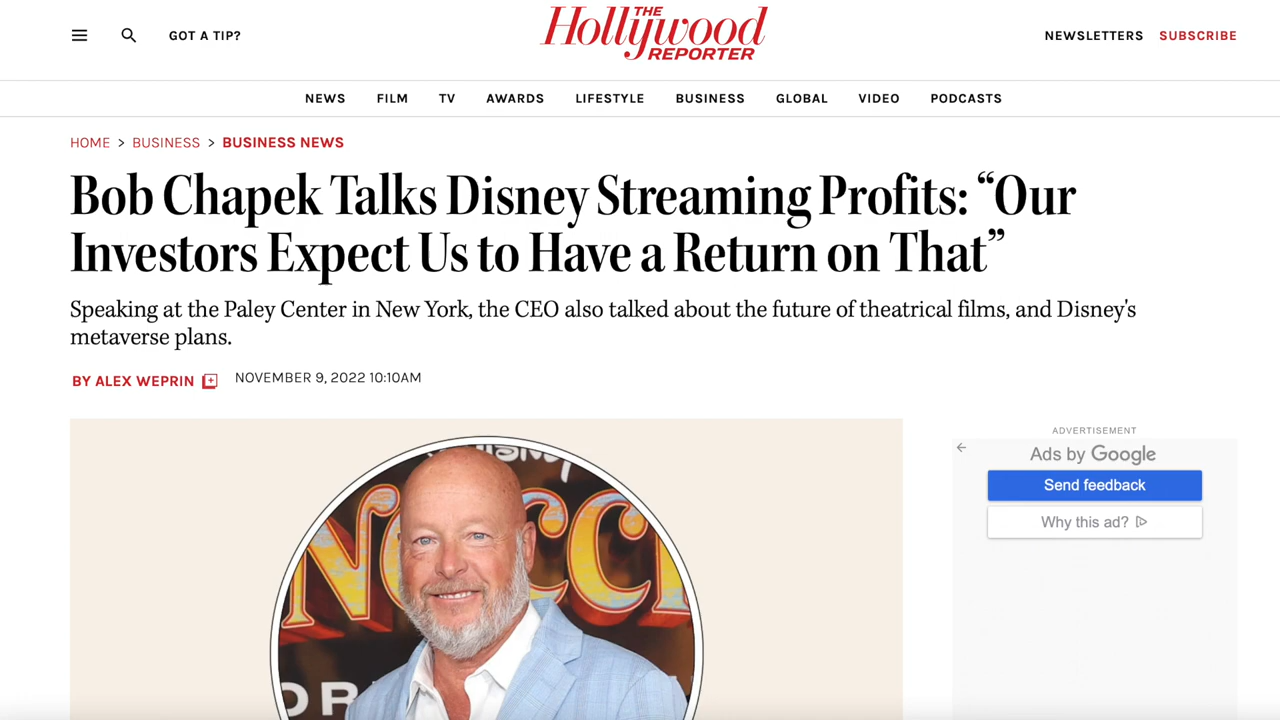 GOT A TIP?
THE
Hollywood
REPORTER
NEWSLETTERS SUBSCRIBE
NEWS FILM TV AWARDS LIFESTYLE BUSINESS GLOBAL VIDEO PODCASTS
HOME > BUSINESS > BUSINESS NEWS
Bob Chapek Talks Disney Streaming Profits: “Our
Investors Expect Us to Have a Return on That”
Speaking at the Paley Center in New York, the CEO also talked about the future of theatrical films, and Disney's
metaverse plans.
BY ALEX WEPRIN
NOVEMBER 9, 2022 10:10AM
ADVERTISEMENT
Ads by Google
Send feedback
Why this ad?